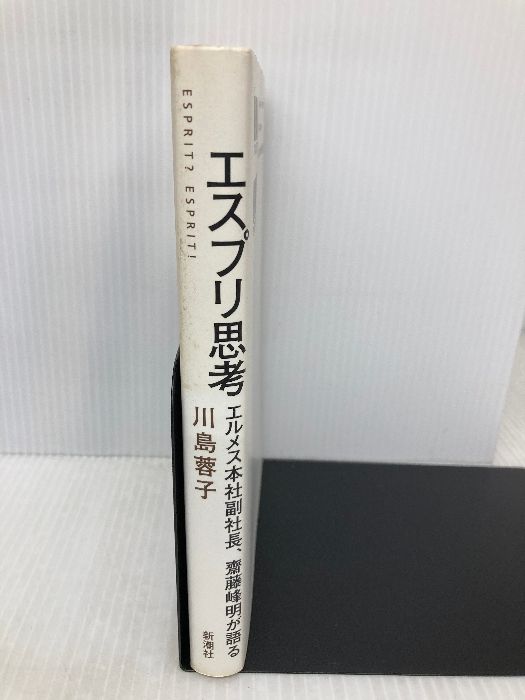 ESPRIT? ESPRIT!
エスプリ思考
エルメス本社副社長、齋藤峰明が語る
川島蓉子
新潮社